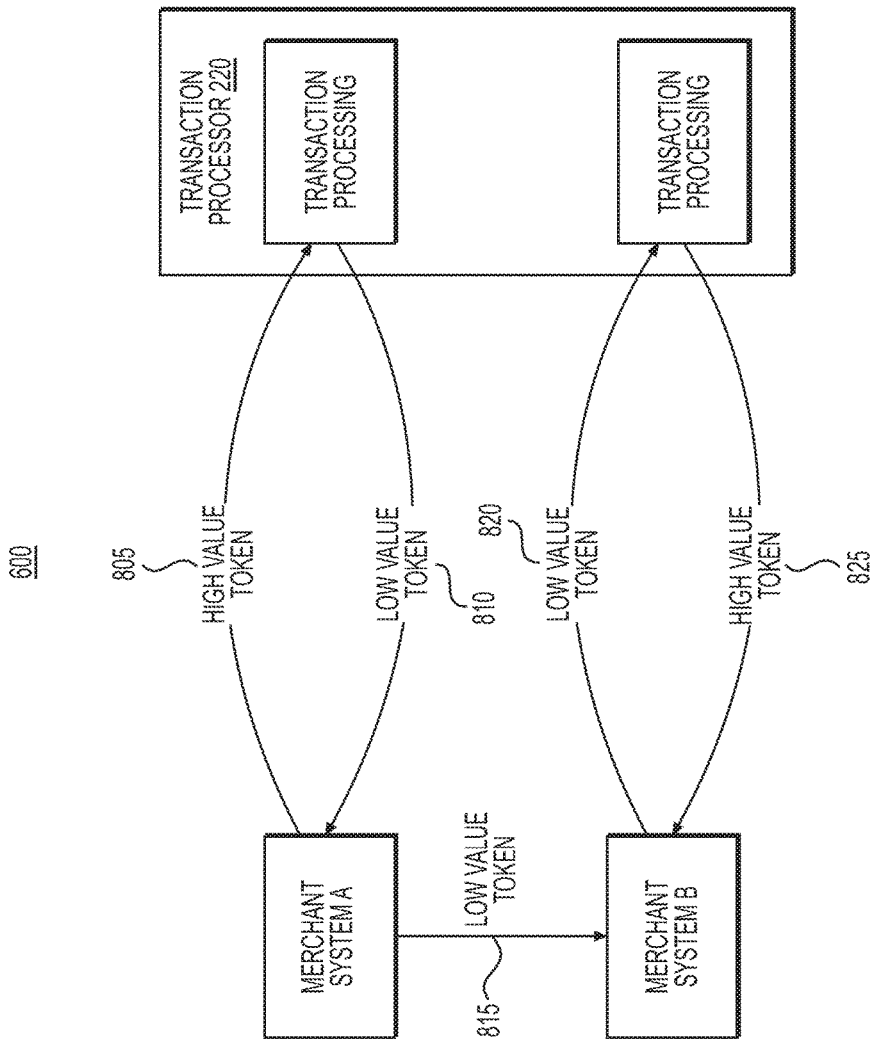 600
805
HIGH VALUE
TOKEN
LOW VALUE
TOKEN
810
820
LOW VALUE
TOKEN
HIGH VALUE
TOKEN
825
TRANSACTION
PROCESSOR 220
TRANSACTION
PROCESSING
TRANSACTION
PROCESSING
MERCHANT
SYSTEM A
LOW VALUE
TOKEN
815
MERCHANT
SYSTEM B